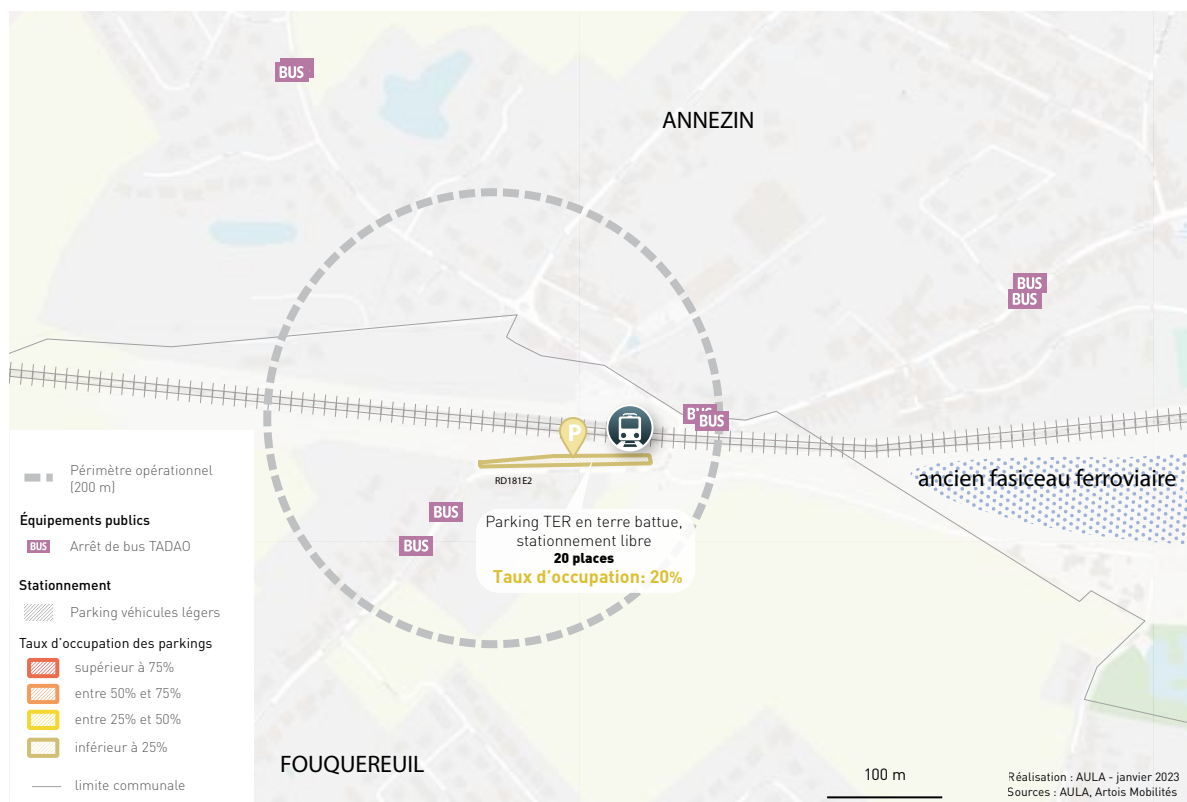 BUS
ANNEZIN
BUS
BUS
BUS
BUS
P
ancien fasiceau ferroviaire
RD181E2
BUS
BUS
Parking TER en terre battue,
stationnement libre
20 places
Taux d'occupation: 20%
Périmètre opérationnel
(200 m)
Équipements publics
BUS Arrêt de bus TADAO
Stationnement
Parking véhicules légers
Taux d'occupation des parkings
supérieur à 75%
entre 50% et 75%
entre 25% et 50%
inférieur à 25%
limite communale
FOUQUEREUIL
100 m
Réalisation : AULA - janvier 2023
Sources : AULA, Artois Mobilités